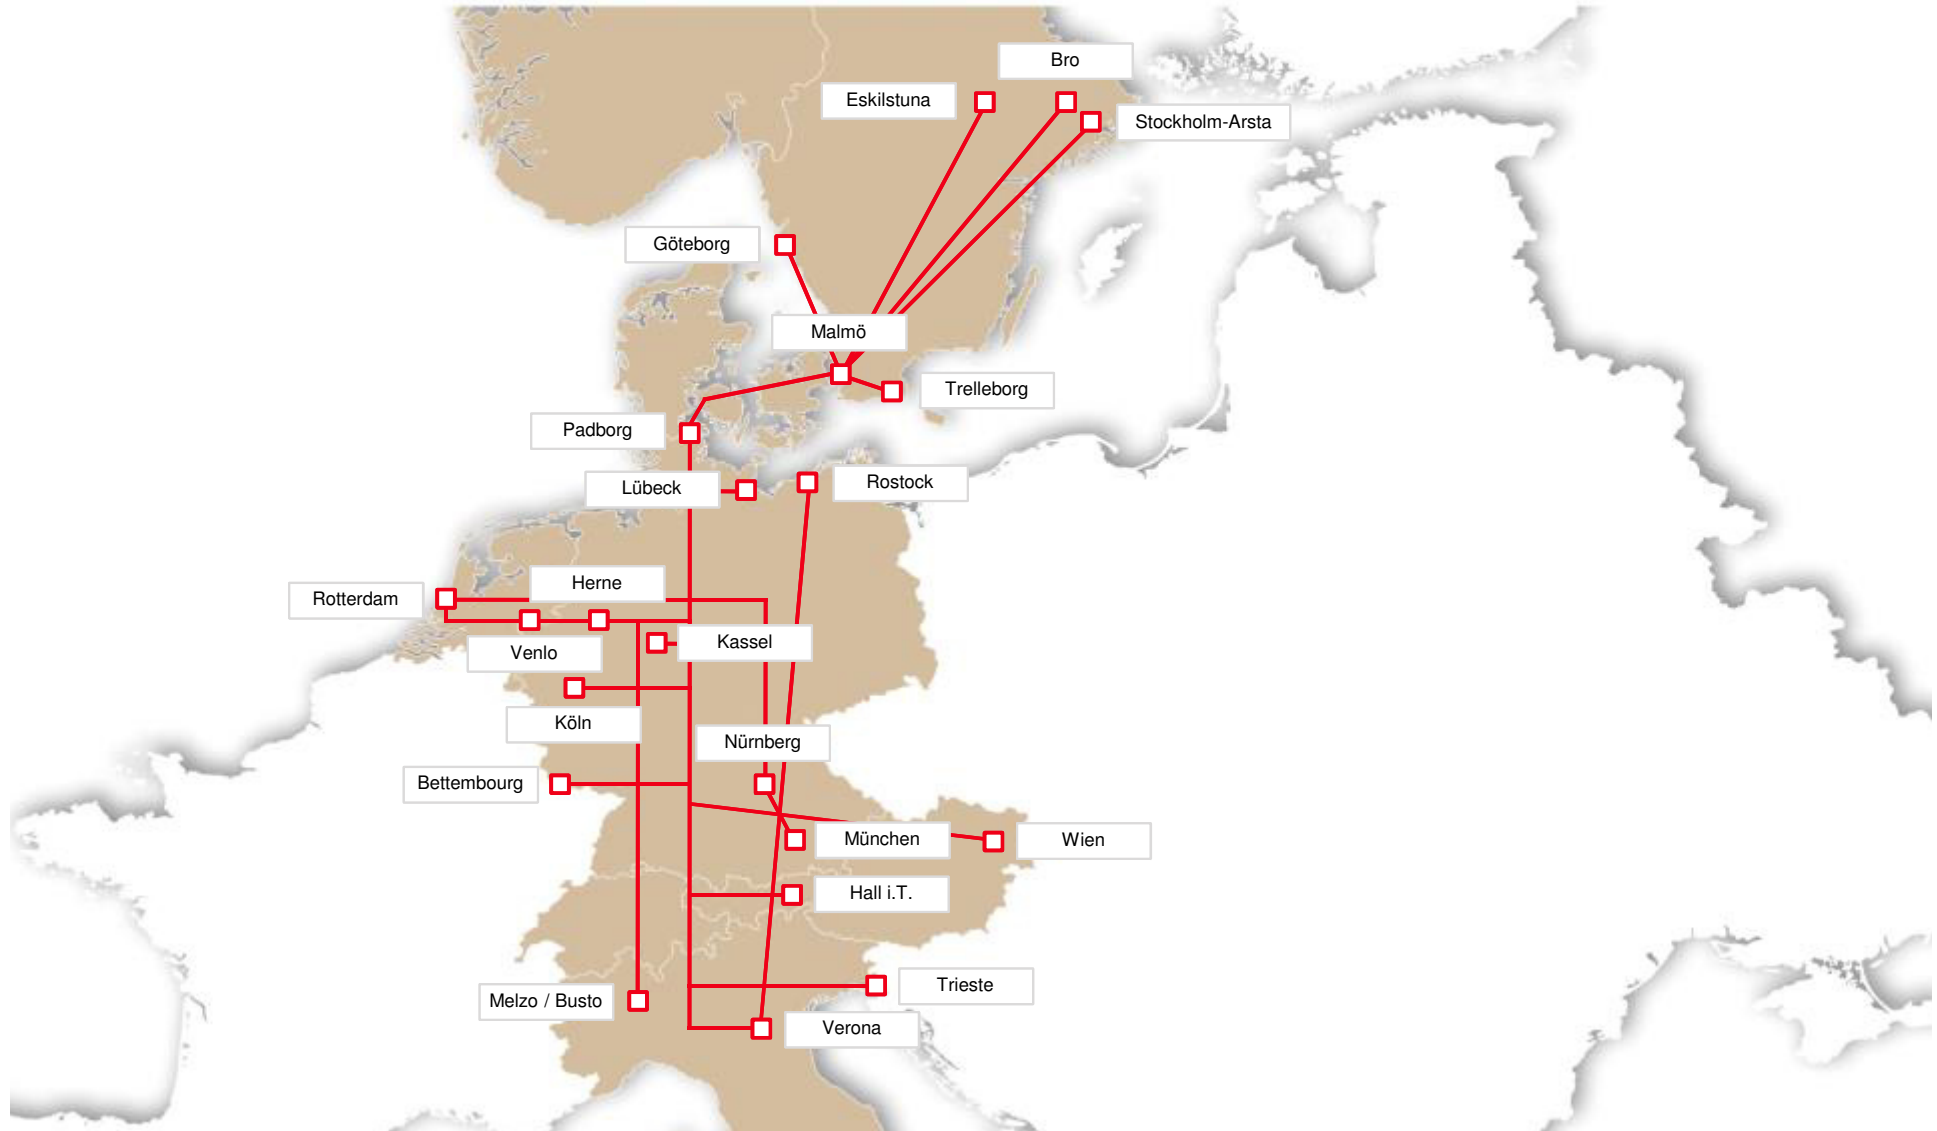 Bro
Eskilstuna
Stockholm-Arsta
Göteborg
Malmö
Trelleborg
Padborg
Lübeck
Rostock
Herne
Rotterdam
Kassel
Venlo
Köln
Nürnberg
Bettembourg
München
Wien
Hall i.T.
Trieste
Melzo / Busto
Verona